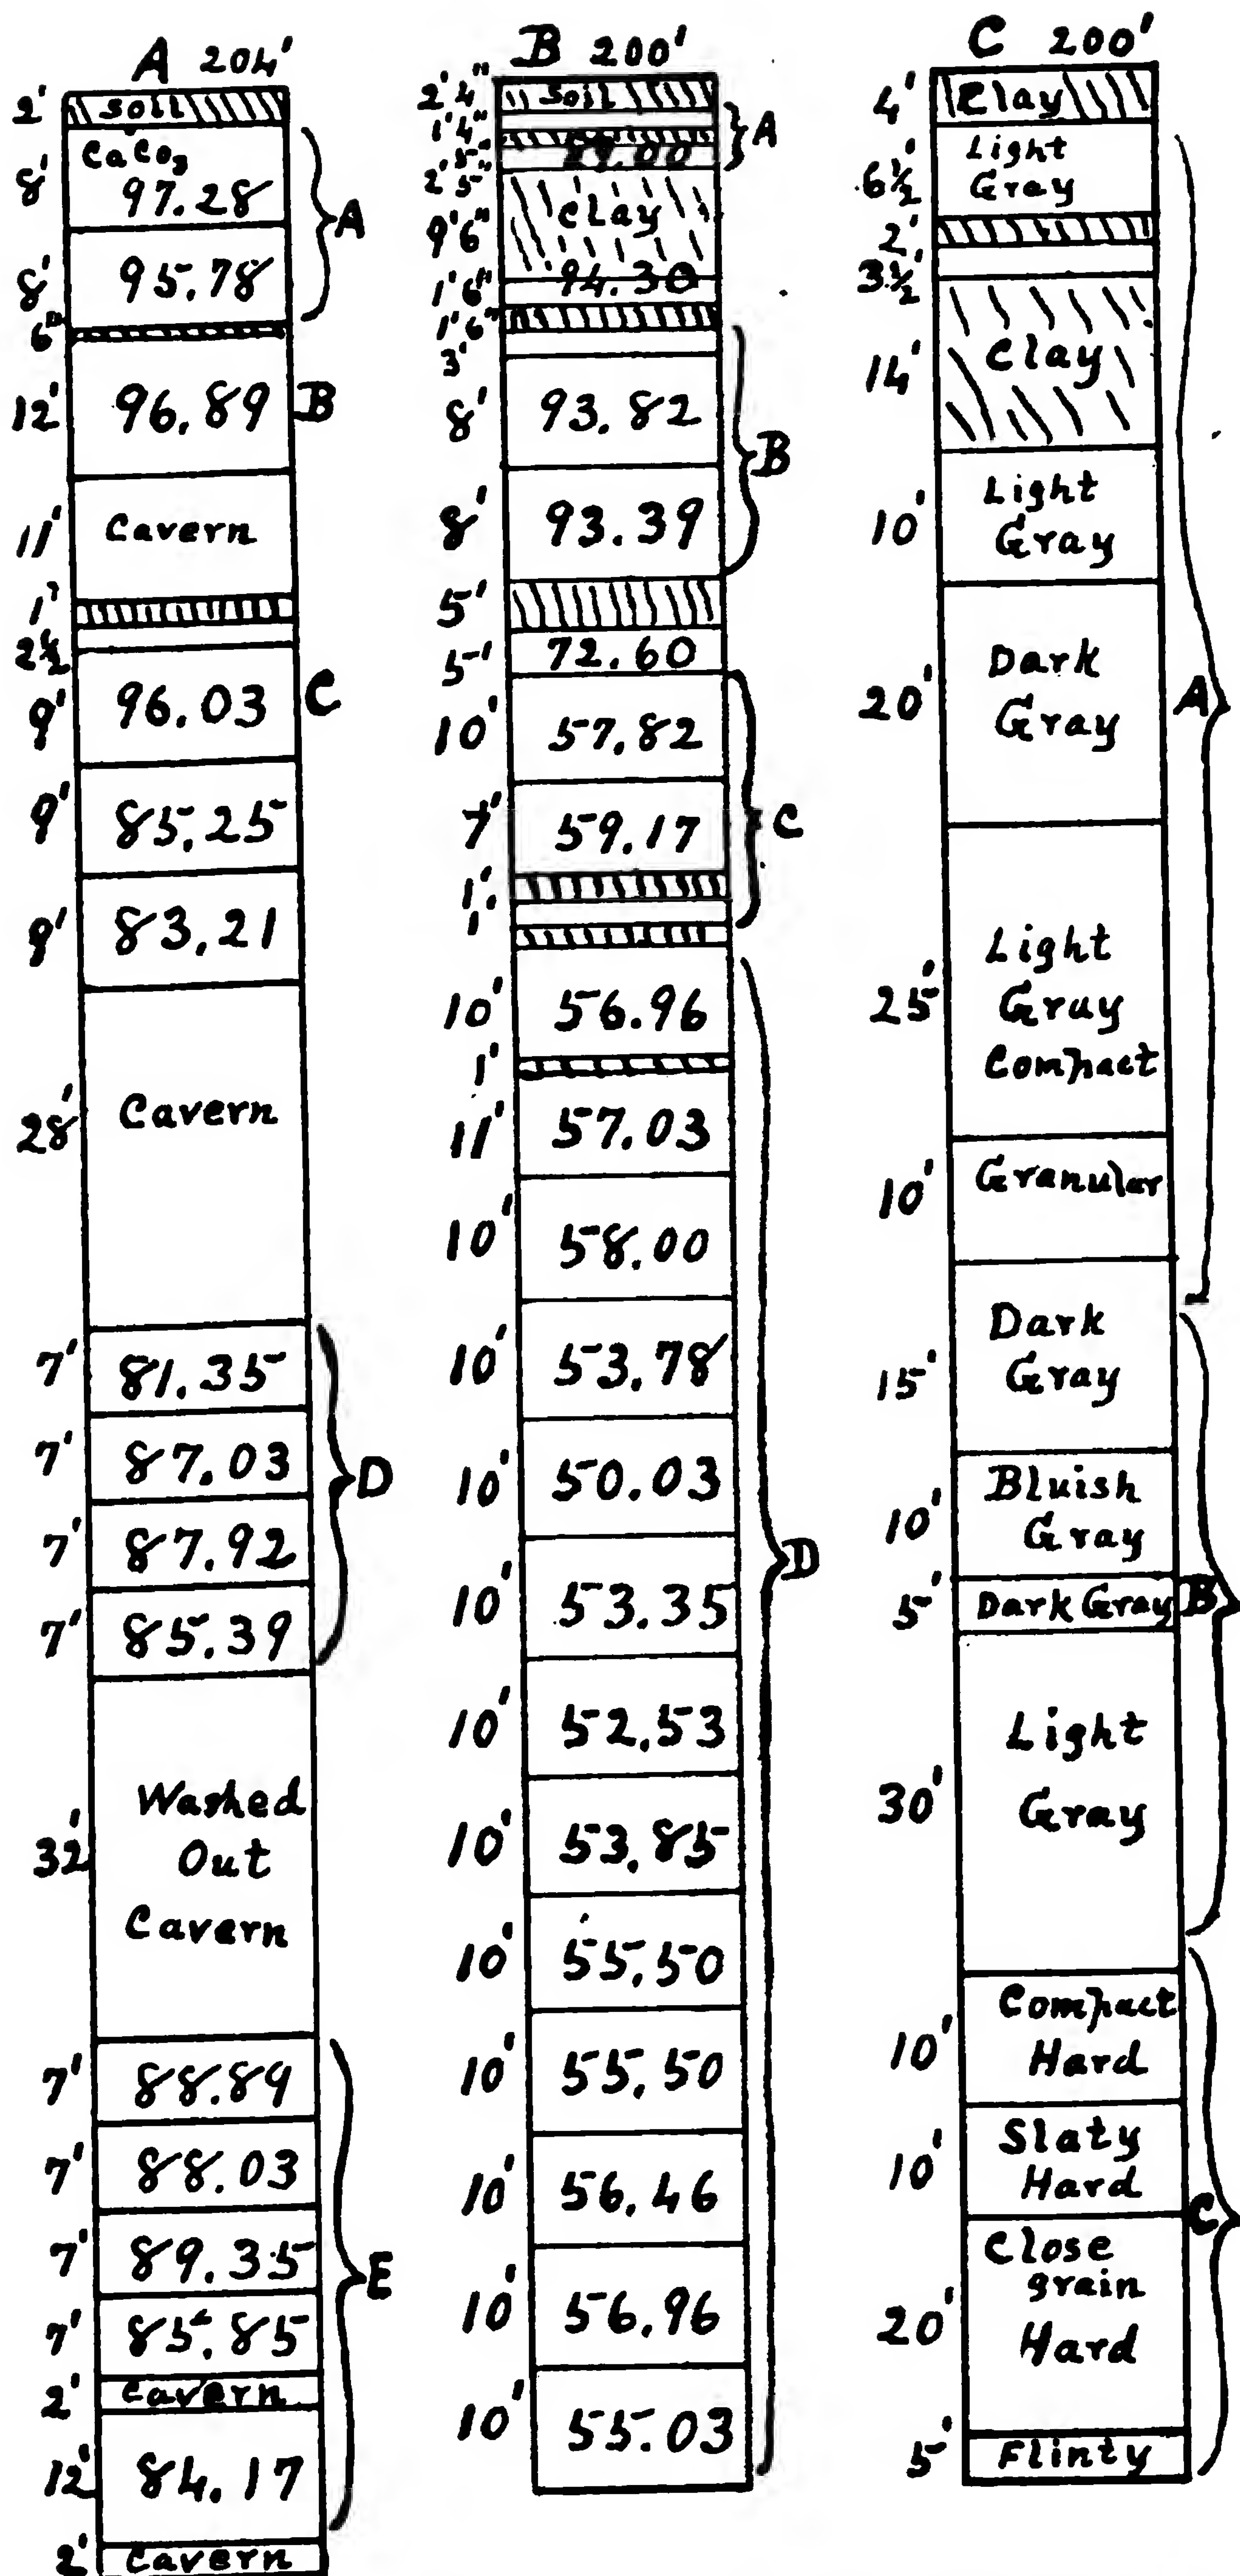 A 204'
2' Soil
CaCo3
8' 97.28
A
8' 95.78
6"
12' 96.89 B
11' Cavern
1'
2½
9' 96.03 C
9' 85.25
9' 83.21
28' Cavern
7' 81.35
7' 87.03
D
7' 87.92
7' 85.39
Washed
32' Out
Cavern
7' 88.89
7' 88.03
7' 89.35
E
7' 85.85
2' Cavern
12' 84.17
2' Cavern
B 200'
2'4" Soil
1'4"
A
5"
2'5"
9'6" Clay
1'6" 94.30
1'6"
3'
8' 93.82
B
8' 93.39
5'
5' 72.60
10' 57.82
7' 59.17
C
1'
1'
10' 56.96
1'
11' 57.03
10' 58.00
10' 53.78
10' 50.03
D
10' 53.35
10' 52.53
10' 53.85
10' 55.50
10' 55.50
10' 56.46
10' 56.96
10' 55.03
C 200'
4' Clay
6½' Light
Gray
2'
3½'
14' Clay
10' Light
Gray
20' Dark
Gray
A
Light
25' Gray
Compact
10' Granular
Dark
15' Gray
10' Bluish
Gray
5' Dark Gray
B
Light
30' Gray
Compact
10' Hard
Slaty
10' Hard
C
Close
grain
20' Hard
5' Flinty